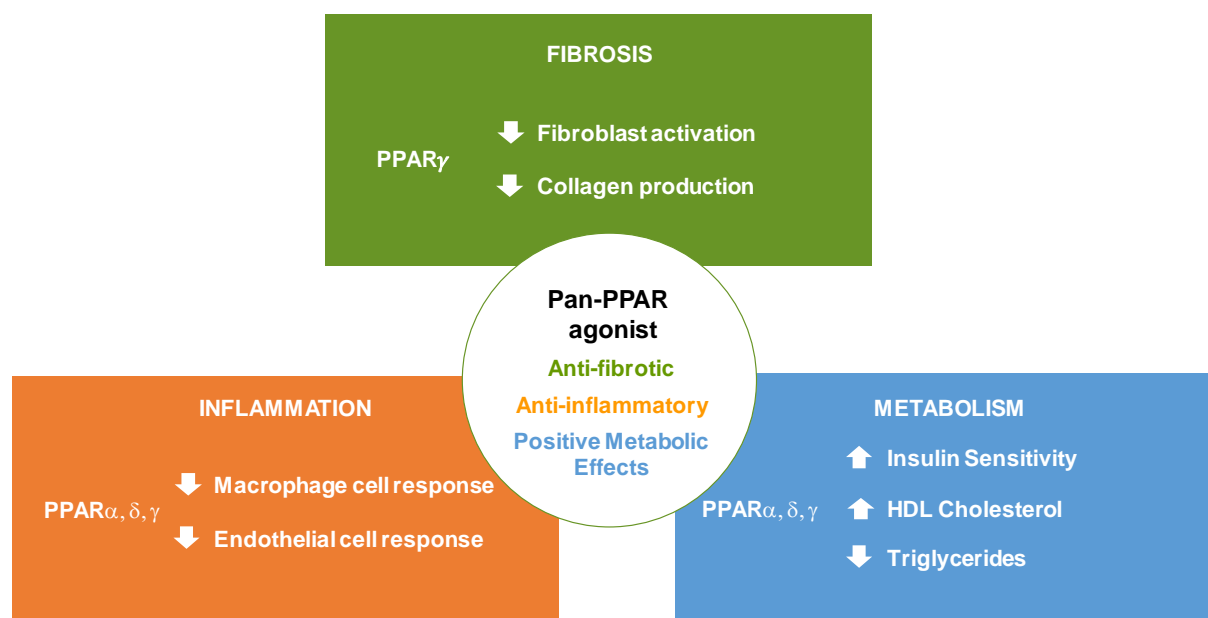 FIBROSIS
PPARγ
Fibroblast activation
Collagen production
Pan-PPAR
agonist
Anti-fibrotic
Anti-inflammatory
Positive Metabolic
Effects
INFLAMMATION
PPARα, δ, γ
Macrophage cell response
Endothelial cell response
METABOLISM
PPARα, δ, γ
Insulin Sensitivity
HDL Cholesterol
Triglycerides